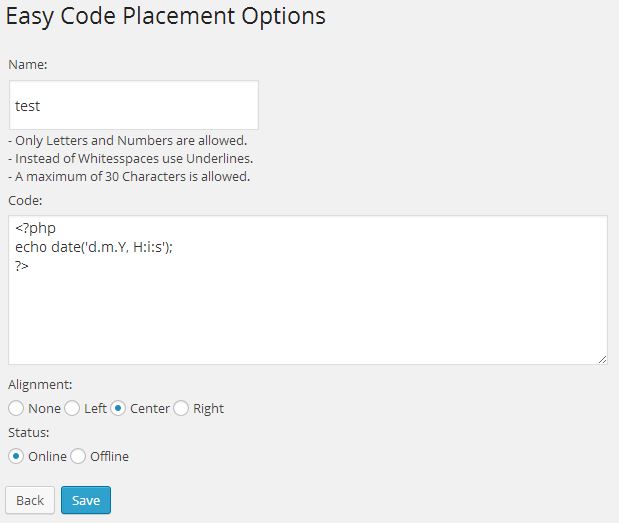 Easy Code Placement Options
Name:
test
- Only Letters and Numbers are allowed.
- Instead of Whitesspaces use Underlines.
- A maximum of 30 Characters is allowed.
Code:
<?php
echo date('d.m.Y, H:i:s');
?>
Alignment:
None Left Center Right
Status:
Online Offline
Back Save